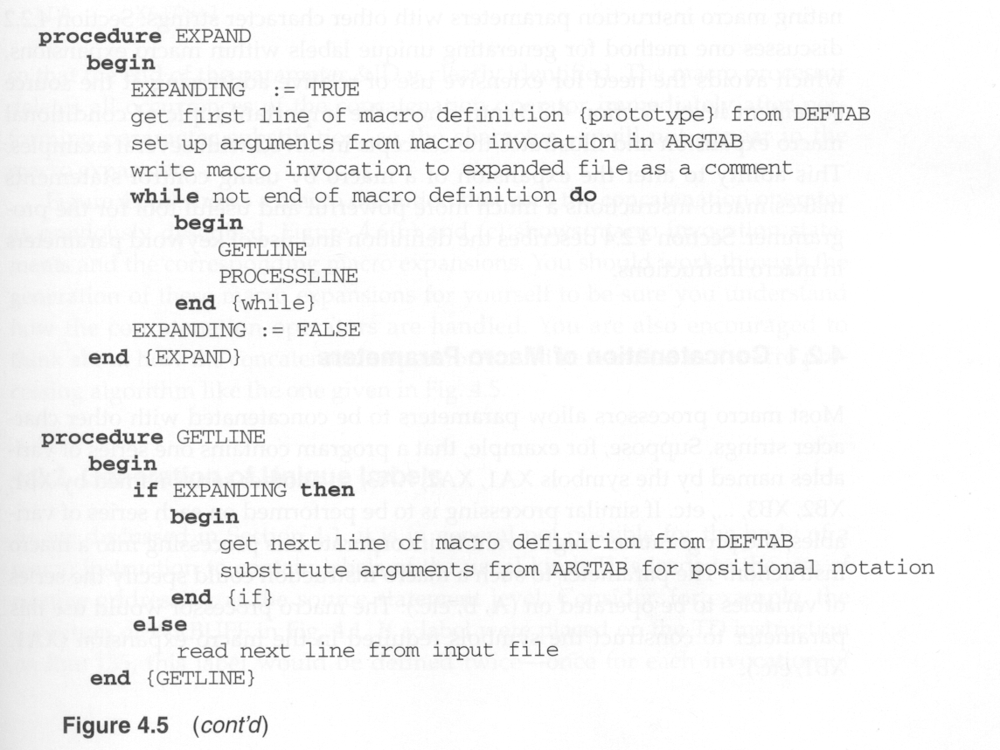 procedure EXPAND
begin
EXPANDING := TRUE
get first line of macro definition {prototype} from DEFTAB
set up arguments from macro invocation in ARGTAB
write macro invocation to expanded file as a comment
while not end of macro definition do
begin
GETLINE
PROCESSLINE
end {while}
EXPANDING := FALSE
end {EXPAND}
procedure GETLINE
begin
if EXPANDING then
begin
get next line of macro definition from DEFTAB
substitute arguments from ARGTAB for positional notation
end {if}
else
read next line from input file
end {GETLINE}
Figure 4.5 (cont'd)